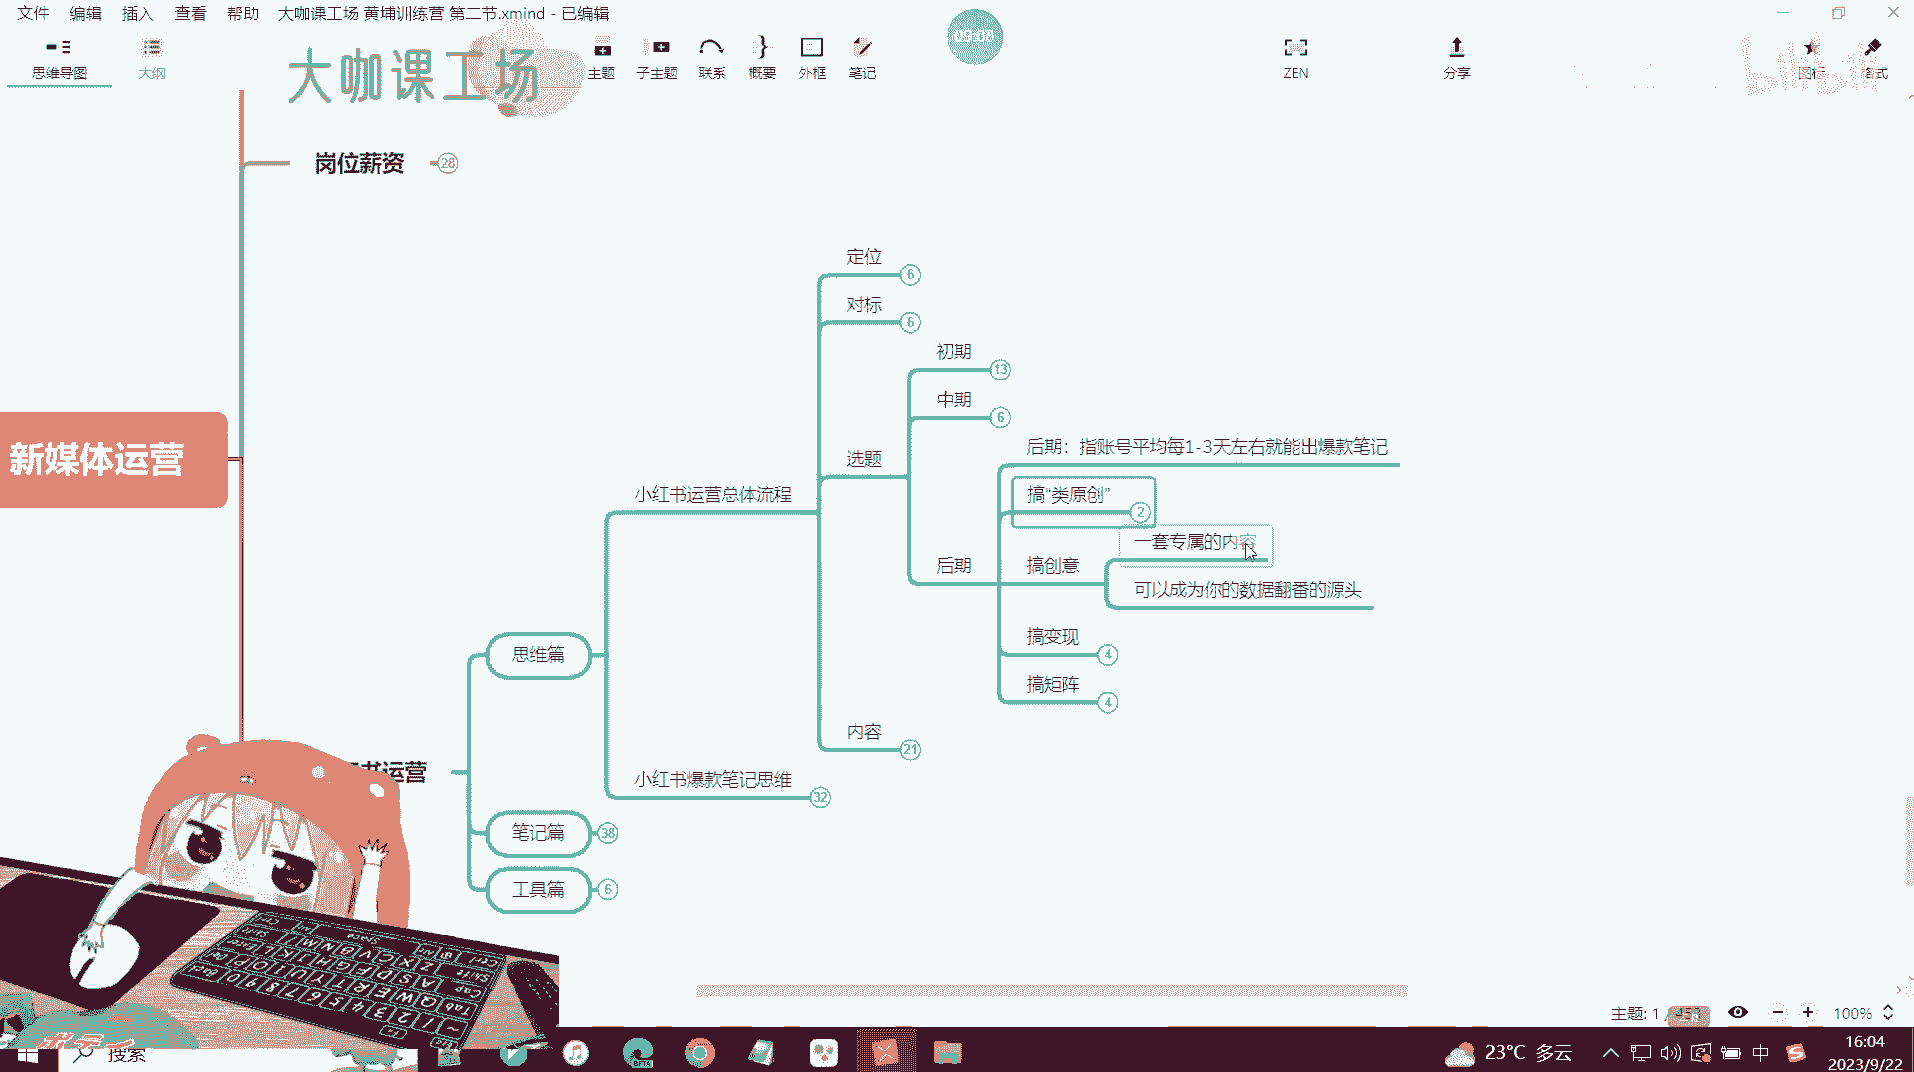 文件 编辑 插入 查看 帮助 大咖课工场 黄埔训练营 第二节.xmind - 已编辑
思维导图
大纲
大咖课工场
主题
子主题
联系
概要
外框
笔记
ZEN
分享
图标
格式
bilibili
岗位薪资
28
定位
6
对标
6
初期
13
中期
6
后期：指账号平均每1-3天左右就能出爆款笔记
新媒体运营
选题
小红书运营总体流程
搞“类原创”
2
一套专属的内容
后期
搞创意
可以成为你的数据翻番的源头
搞变现
4
思维篇
搞矩阵
4
内容
21
书运营
小红书爆款笔记思维
32
笔记篇
38
工具篇
6
主题: 1 / 453
100%
搜索
BETA
23°C 多云
中
16:04
2023/9/22